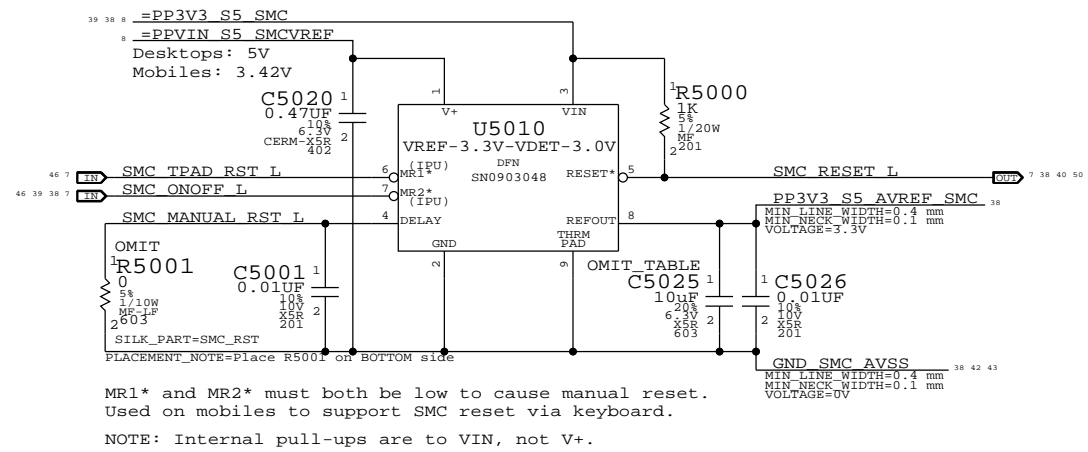 39 38 8 =PP3V3_S5_SMC
8 =PPVIN_S5_SMCVREF
Desktops: 5V
Mobiles: 3.42V
C5020
0.47UF
10%
6.3V
CERM-X5R
402
1
2
1
V+
3
VIN
U5010
VREF-3.3V-VDET-3.0V
DFN
SN0903048
(IPU)
MR1*
MR2*
(IPU)
DELAY
GND
RESET*
REFOUT
THRM
PAD
6
7
4
2
9
5
8
1
R5000
1K
5%
1/20W
MF
201
2
46 7 IN SMC_TPAD_RST_L
46 39 38 7 IN SMC_ONOFF_L
SMC_MANUAL_RST_L
SMC_RESET_L OUT 7 38 40 50
PP3V3_S5_AVREF_SMC 38
MIN_LINE_WIDTH=0.4 mm
MIN_NECK_WIDTH=0.1 mm
VOLTAGE=3.3V
OMIT
1
R5001
0
5%
1/10W
MF-LF
603
2
SILK_PART=SMC_RST
PLACEMENT_NOTE=Place R5001 on BOTTOM side
C5001
0.01UF
10%
10V
X5R
201
1
2
OMIT_TABLE
C5025
10uF
20%
6.3V
X5R
603
1
2
C5026
0.01UF
10%
10V
X5R
201
1
2
GND_SMC_AVSS 38 42 43
MIN_LINE_WIDTH=0.4 mm
MIN_NECK_WIDTH=0.1 mm
VOLTAGE=0V
MR1* and MR2* must both be low to cause manual reset.
Used on mobiles to support SMC reset via keyboard.
NOTE: Internal pull-ups are to VIN, not V+.